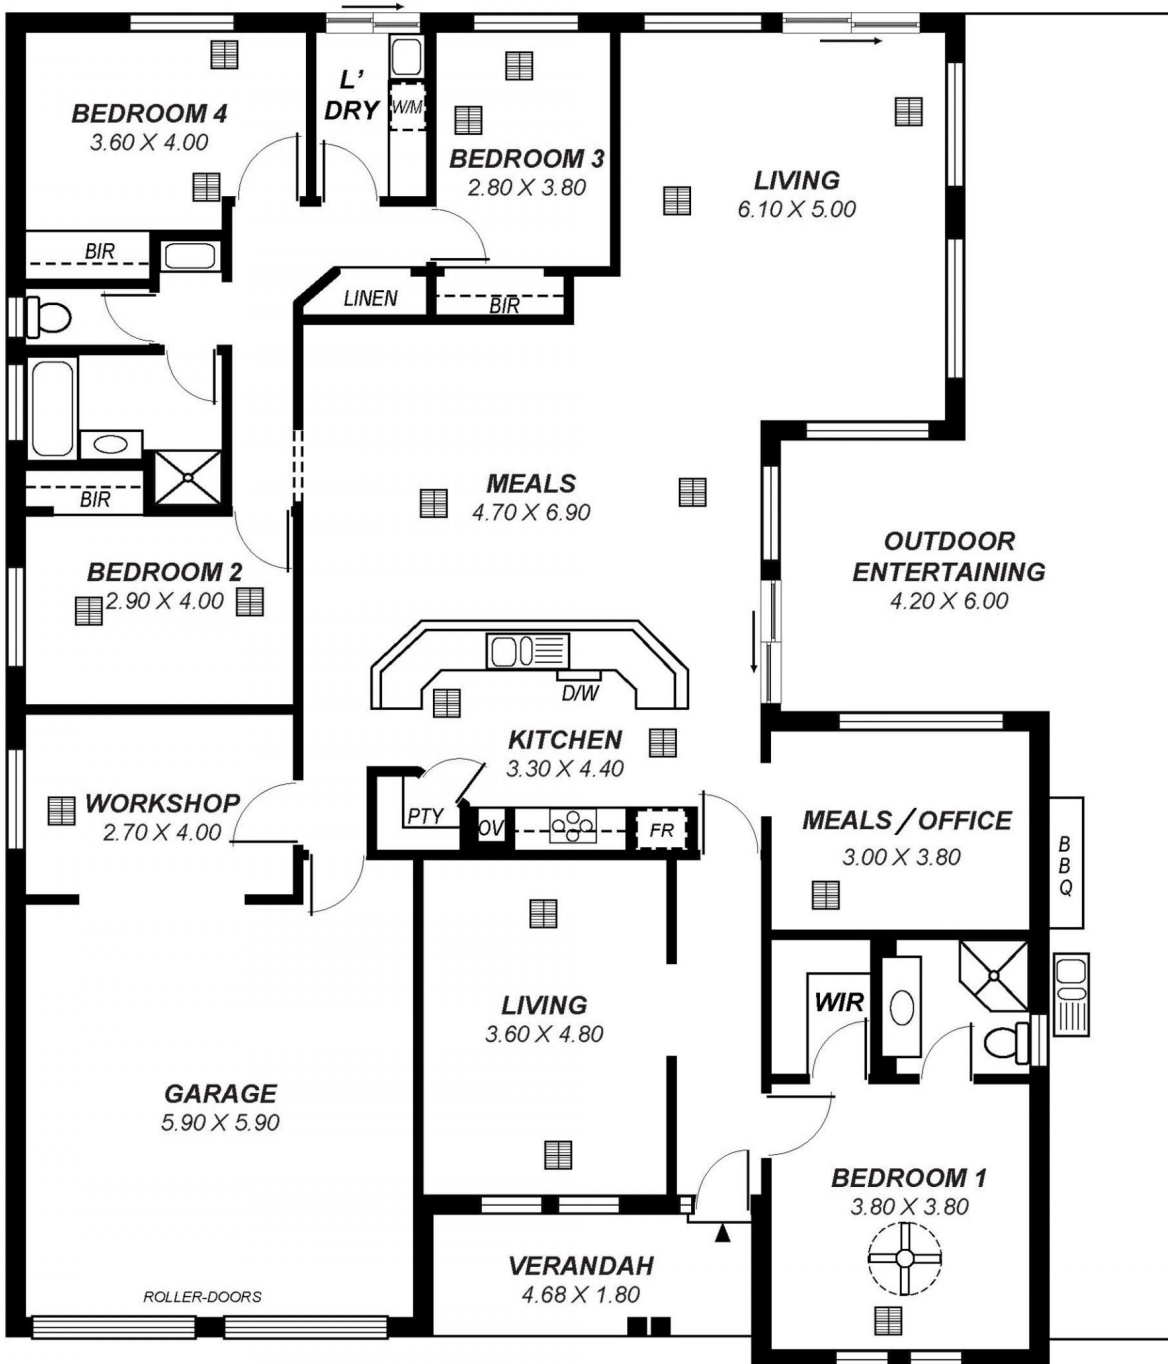 BEDROOM 4
3.60 X 4.00
L'
DRY
W/M
BEDROOM 3
2.80 X 3.80
LIVING
6.10 X 5.00
BIR
LINEN
BIR
BIR
MEALS
4.70 X 6.90
BEDROOM 2
2.90 X 4.00
OUTDOOR
ENTERTAINING
4.20 X 6.00
D/W
KITCHEN
3.30 X 4.40
WORKSHOP
2.70 X 4.00
PTY
OV
FR
MEALS / OFFICE
3.00 X 3.80
B
B
Q
LIVING
3.60 X 4.80
WIR
GARAGE
5.90 X 5.90
BEDROOM 1
3.80 X 3.80
VERANDAH
4.68 X 1.80
ROLLER-DOORS